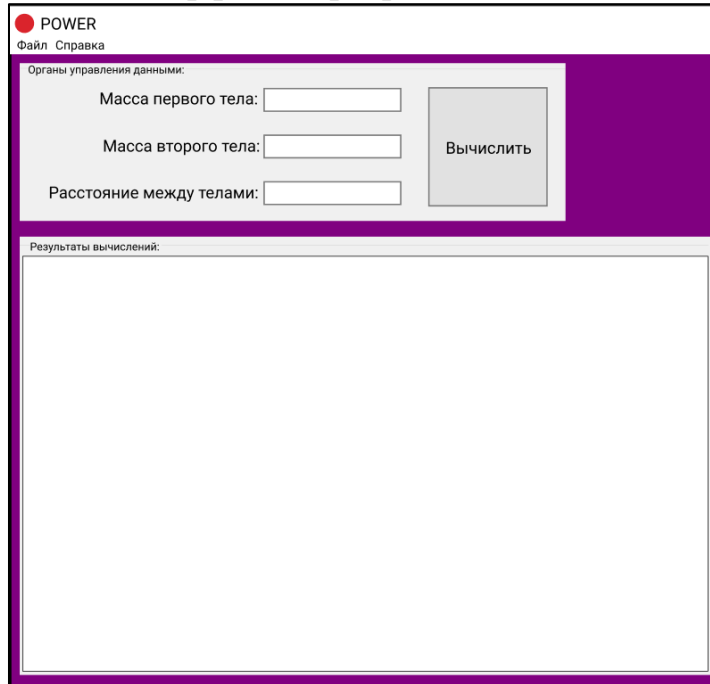 POWER
Файл Справка
Органы управления данными:
Масса первого тела:
Масса второго тела:
Вычислить
Расстояние между телами:
Результаты вычислений: